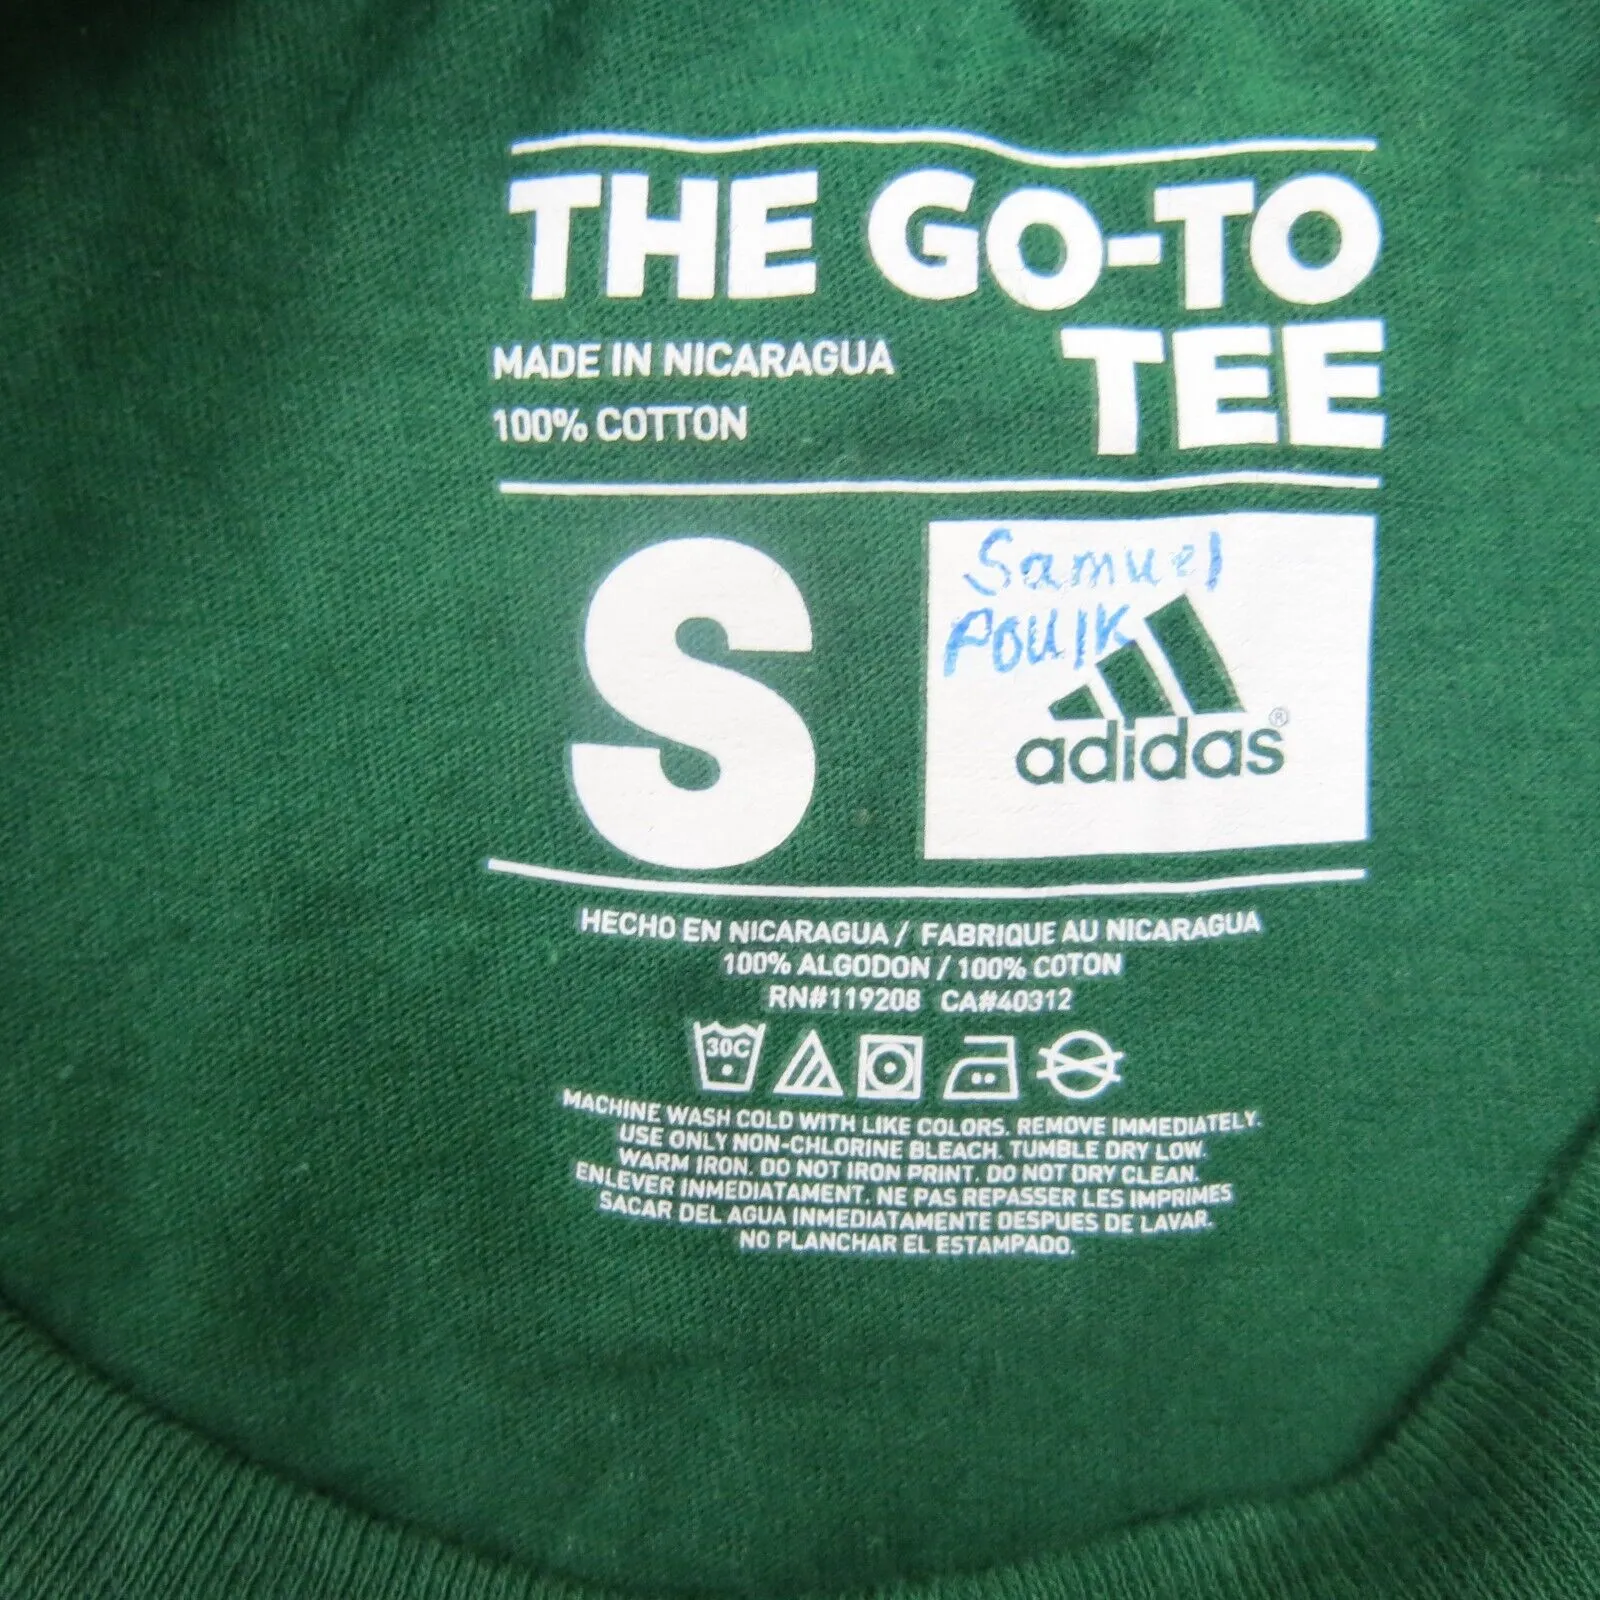 THE GO-TO
TEE
MADE IN NICARAGUA
100% COTTON
S
Samuel
POUIK
adidas®
HECHO EN NICARAGUA / FABRIQUE AU NICARAGUA
100% ALGODON / 100% COTON
RN#119208 CA#40312
30C
MACHINE WASH COLD WITH LIKE COLORS. REMOVE IMMEDIATELY.
USE ONLY NON-CHLORINE BLEACH. TUMBLE DRY LOW.
WARM IRON. DO NOT IRON PRINT. DO NOT DRY CLEAN.
ENLEVER INMEDIATAMENT. NE PAS REPASSER LES IMPRIMES
SACAR DEL AGUA INMEDIATAMENTE DESPUES DE LAVAR.
NO PLANCHAR EL ESTAMPADO.